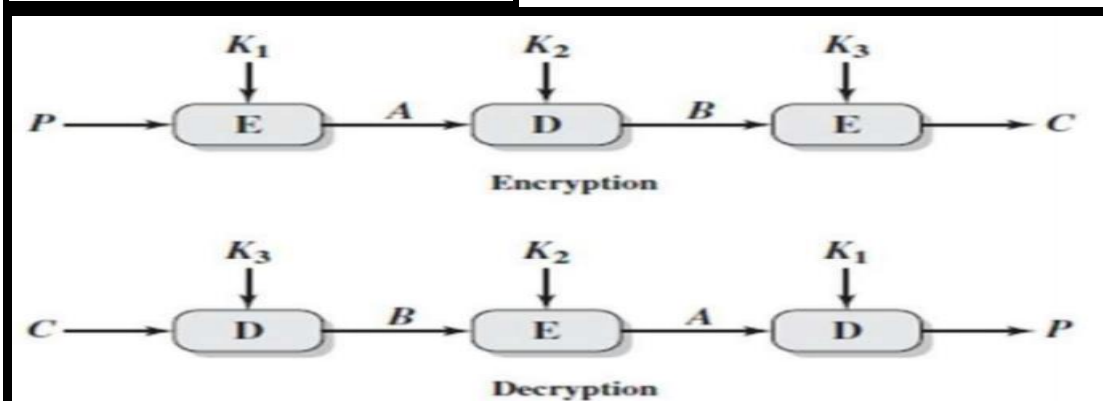 K₁ K₂ K₃
P E A D B E C
Encryption
K₃ K₂ K₁
C D B E A D P
Decryption